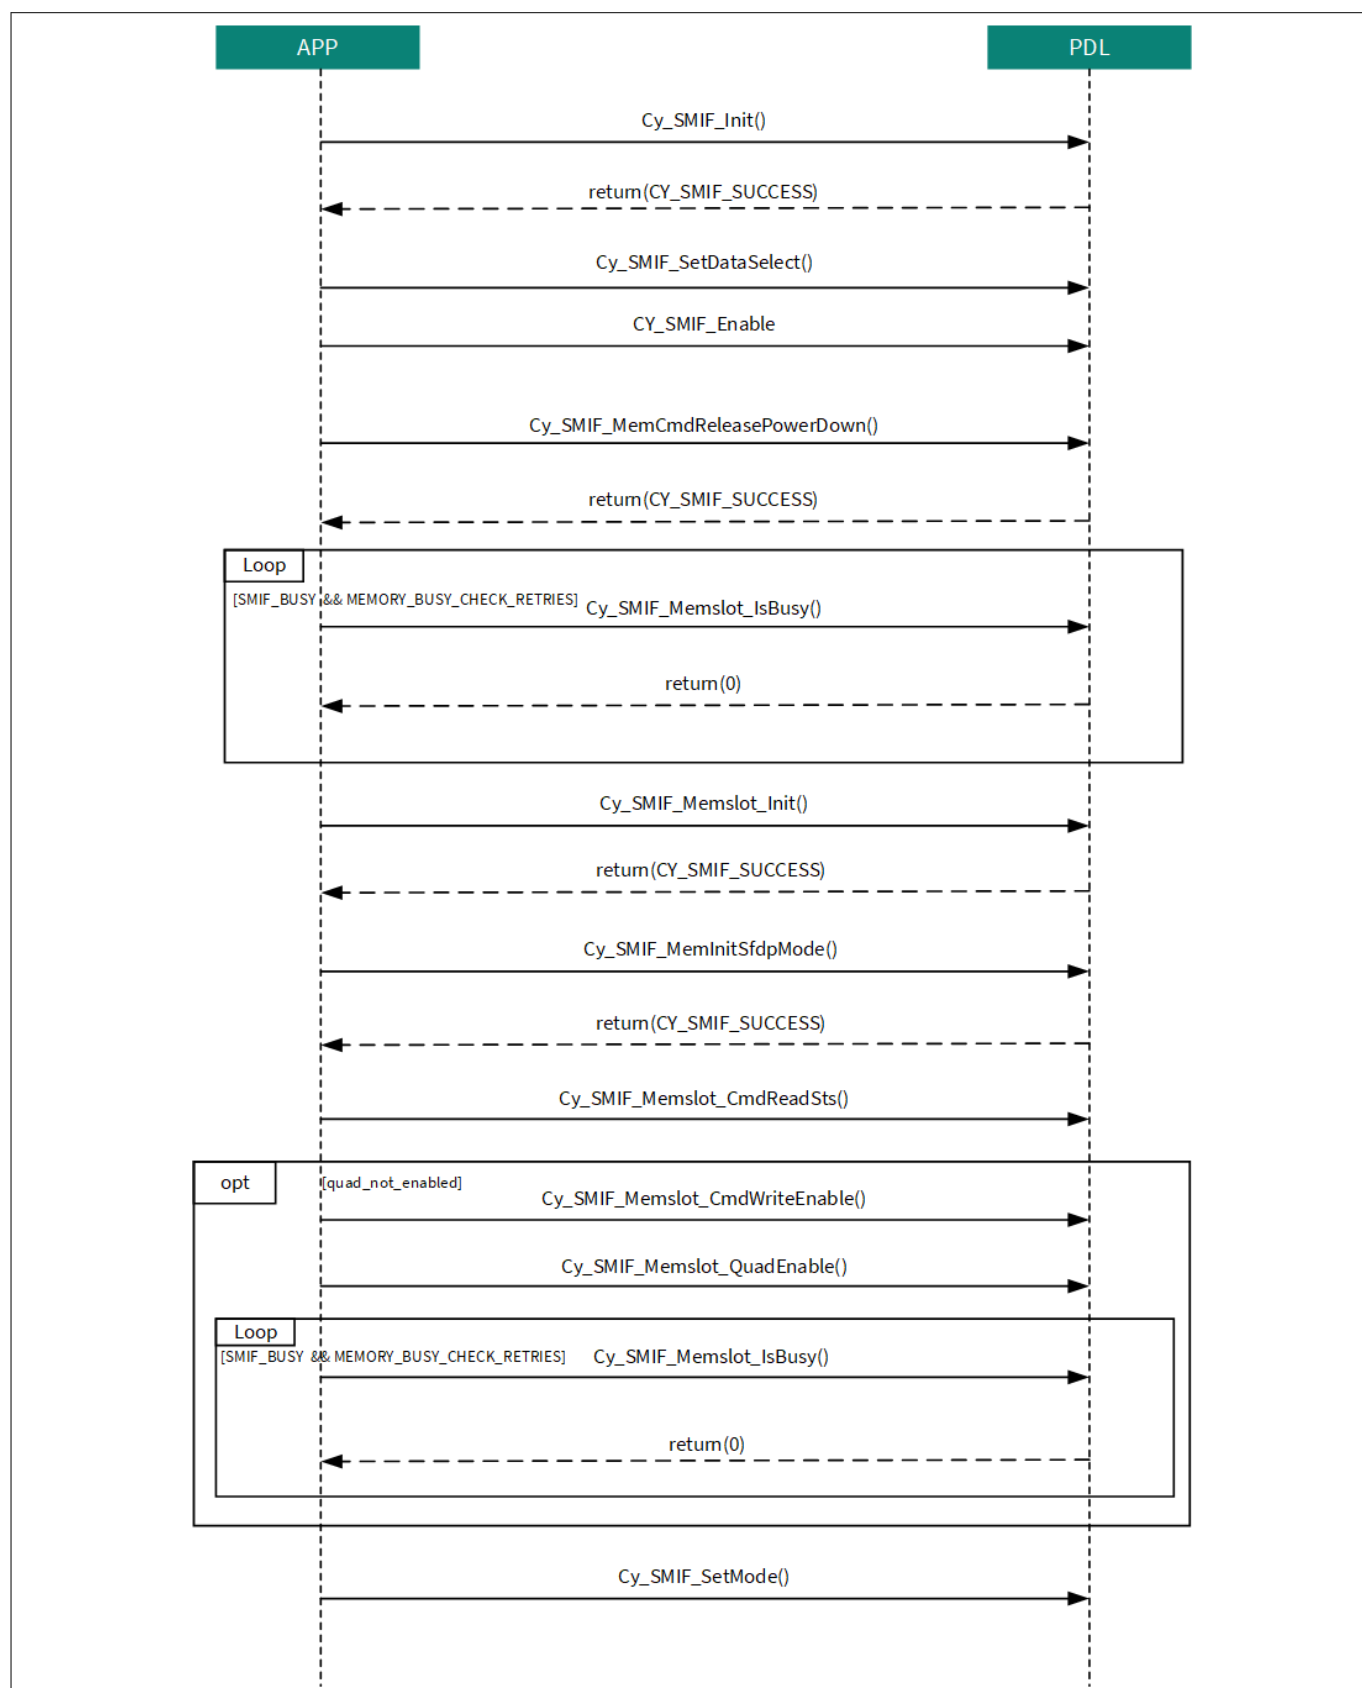 APP PDL
Cy_SMIF_Init()
return(CY_SMIF_SUCCESS)
Cy_SMIF_SetDataSelect()
CY_SMIF_Enable
Cy_SMIF_MemCmdReleasePowerDown()
return(CY_SMIF_SUCCESS)
Loop
[SMIF_BUSY && MEMORY_BUSY_CHECK_RETRIES] Cy_SMIF_Memslot_IsBusy()
return(0)
Cy_SMIF_Memslot_Init()
return(CY_SMIF_SUCCESS)
Cy_SMIF_MemInitSfdpMode()
return(CY_SMIF_SUCCESS)
Cy_SMIF_Memslot_CmdReadSts()
opt [quad_not_enabled]
Cy_SMIF_Memslot_CmdWriteEnable()
Cy_SMIF_Memslot_QuadEnable()
Loop
[SMIF_BUSY && MEMORY_BUSY_CHECK_RETRIES] Cy_SMIF_Memslot_IsBusy()
return(0)
Cy_SMIF_SetMode()